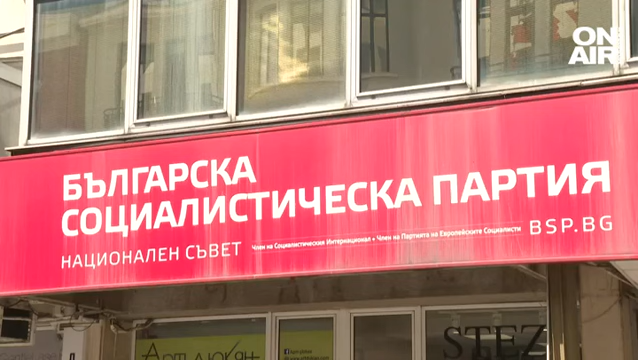 ON
AIR
БЪЛГАРСКА
СОЦИАЛИСТИЧЕСКА ПАРТИЯ
НАЦИОНАЛЕН СЪВЕТ Член на Социалистическия Интернационал • Член на Партията на Европейските Социалисти BSP.BG
STEZ